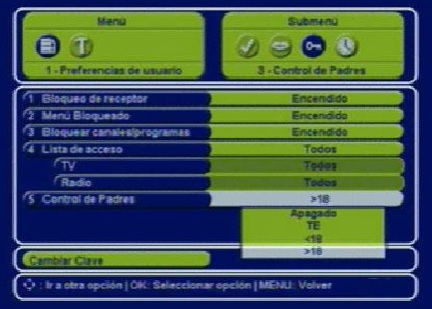 Menú
Submenú
1 - Preferencias de usuario
3 - Control de Padres
1 Bloqueo de receptor Encendido
2 Menú Bloqueado Encendido
3 Bloquear canales/programas Encendido
4 Lista de acceso Todos
TV Todos
Radio Todos
5 Control de Padres >18
Apagado
TE
<18
>18
Cambiar Clave
: Ir a otra opción | OK: Seleccionar opción | MENU: Volver